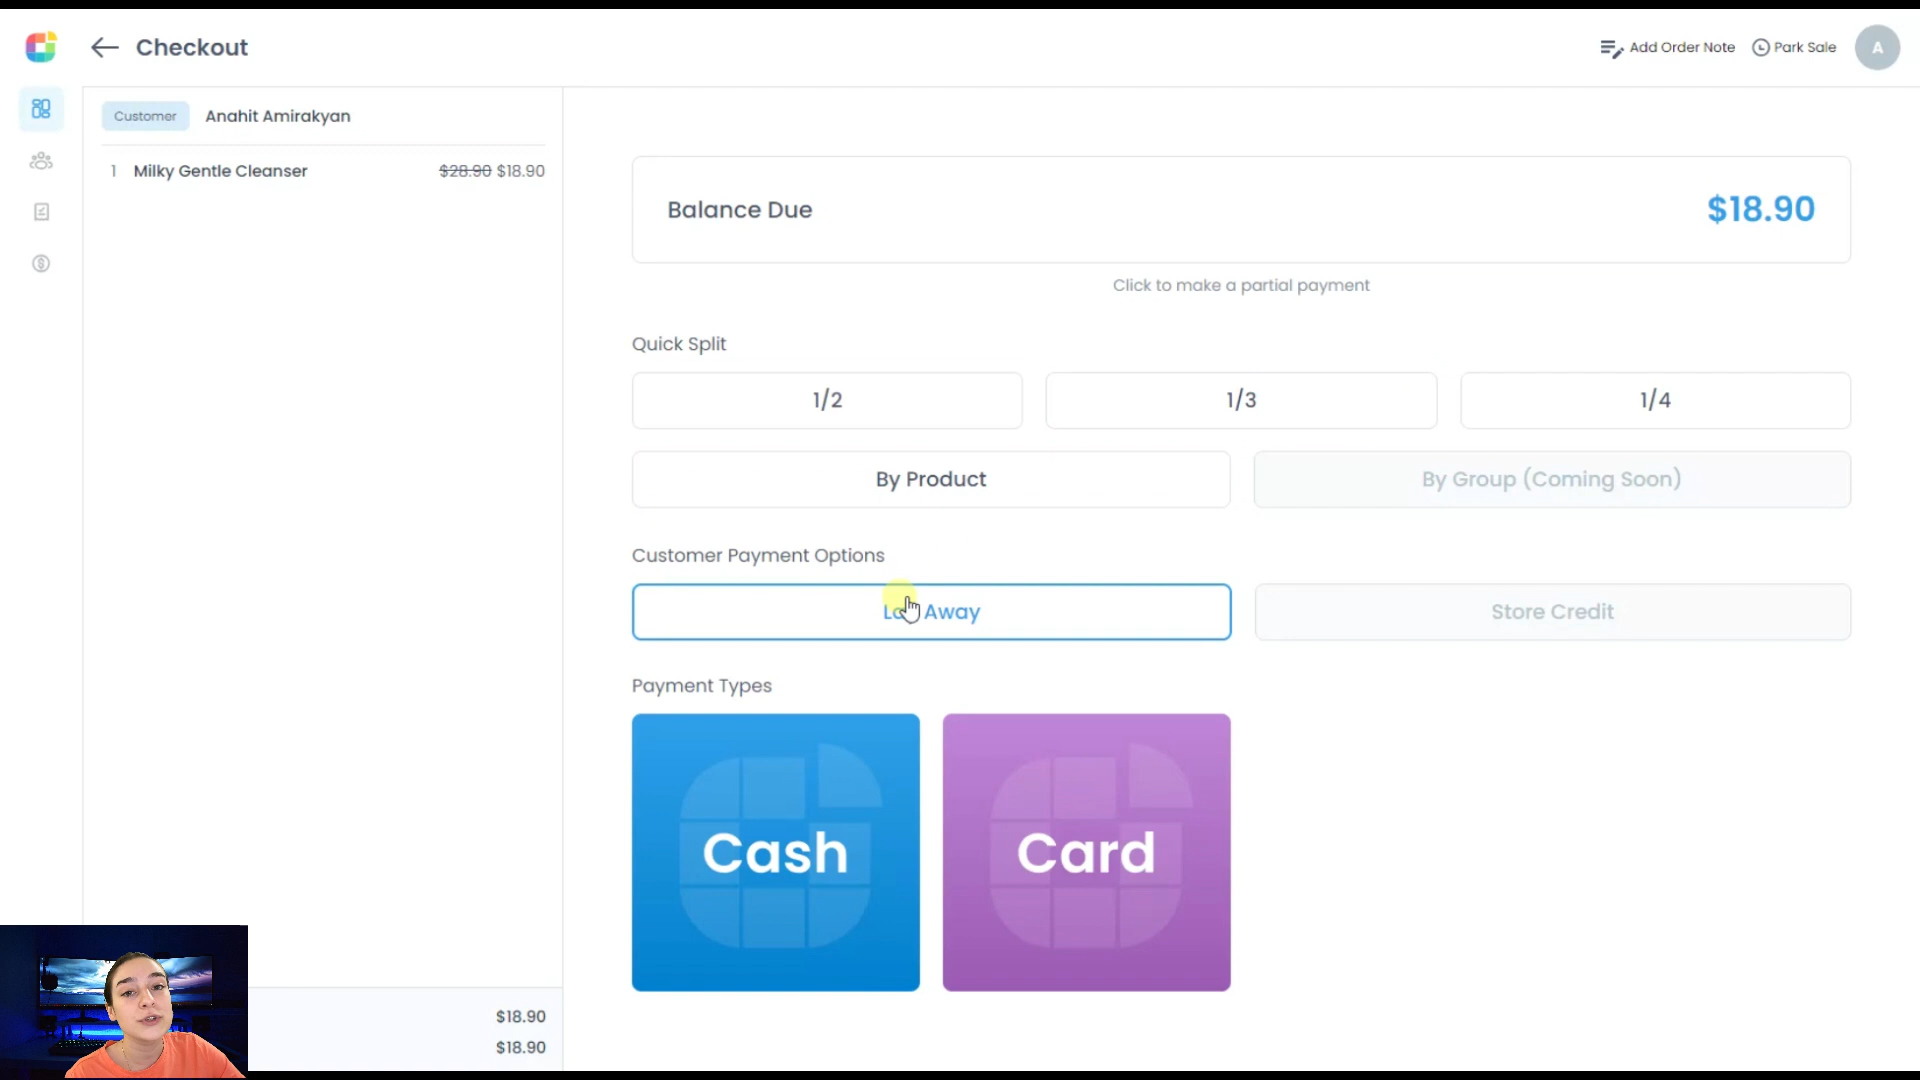 Checkout
Add Order Note
Park Sale
A
Customer Anahit Amirakyan
1 Milky Gentle Cleanser $28.90 $18.90
Balance Due $18.90
Click to make a partial payment
Quick Split
1/2 1/3 1/4
By Product By Group (Coming Soon)
Customer Payment Options
Away Store Credit
Payment Types
Cash Card
$18.90
$18.90